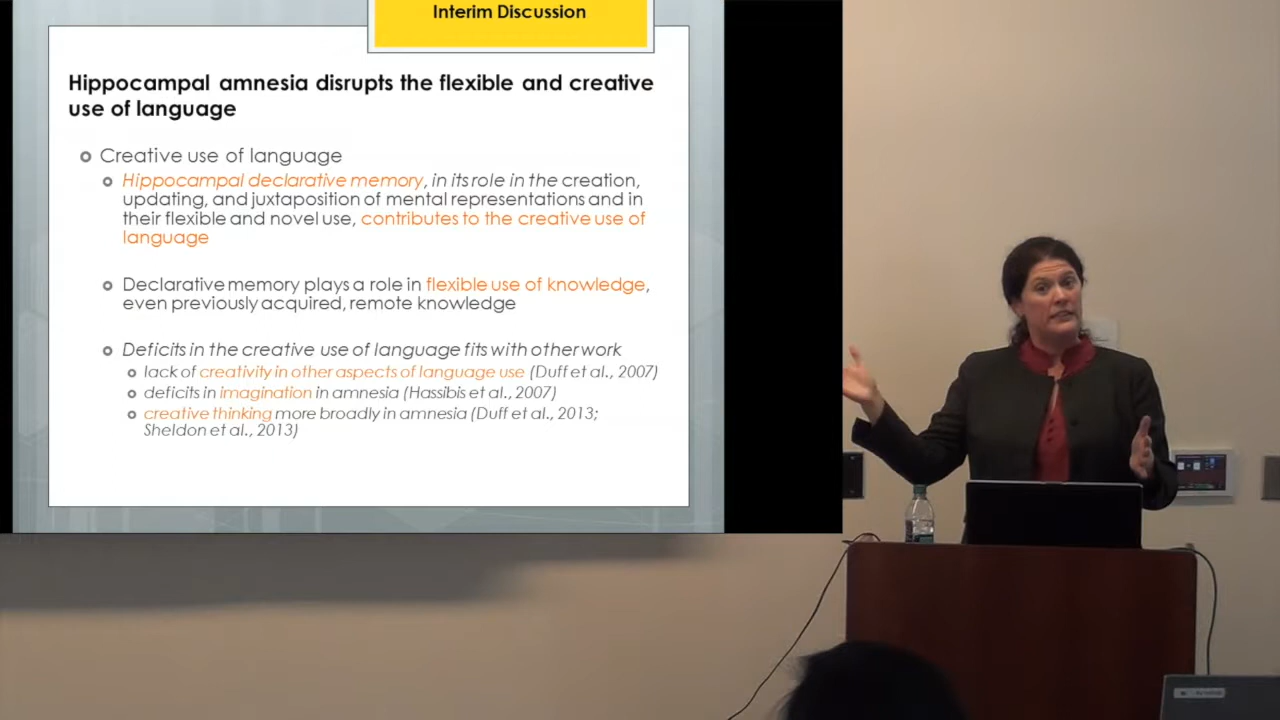 Interim Discussion
Hippocampal amnesia disrupts the flexible and creative
use of language
Creative use of language
Hippocampal declarative memory, in its role in the creation,
updating, and juxtaposition of mental representations and in
their flexible and novel use, contributes to the creative use of
language
Declarative memory plays a role in flexible use of knowledge,
even previously acquired, remote knowledge
Deficits in the creative use of language fits with other work
lack of creativity in other aspects of language use (Duff et al., 2007)
deficits in imagination in amnesia (Hassibis et al., 2007)
creative thinking more broadly in amnesia (Duff et al., 2013;
Sheldon et al., 2013)